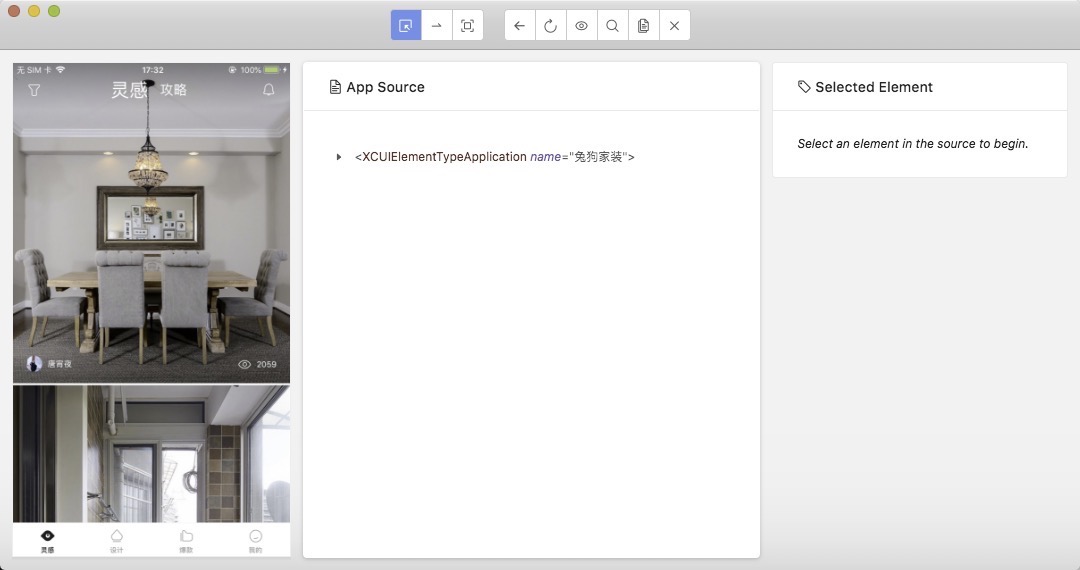 无 SIM 卡
17:32
100%
灵感 攻略
唐宵夜
2059
灵感
设计
爆款
我的
App Source
<XCUIElementTypeApplication name="兔狗家装">
Selected Element
Select an element in the source to begin.